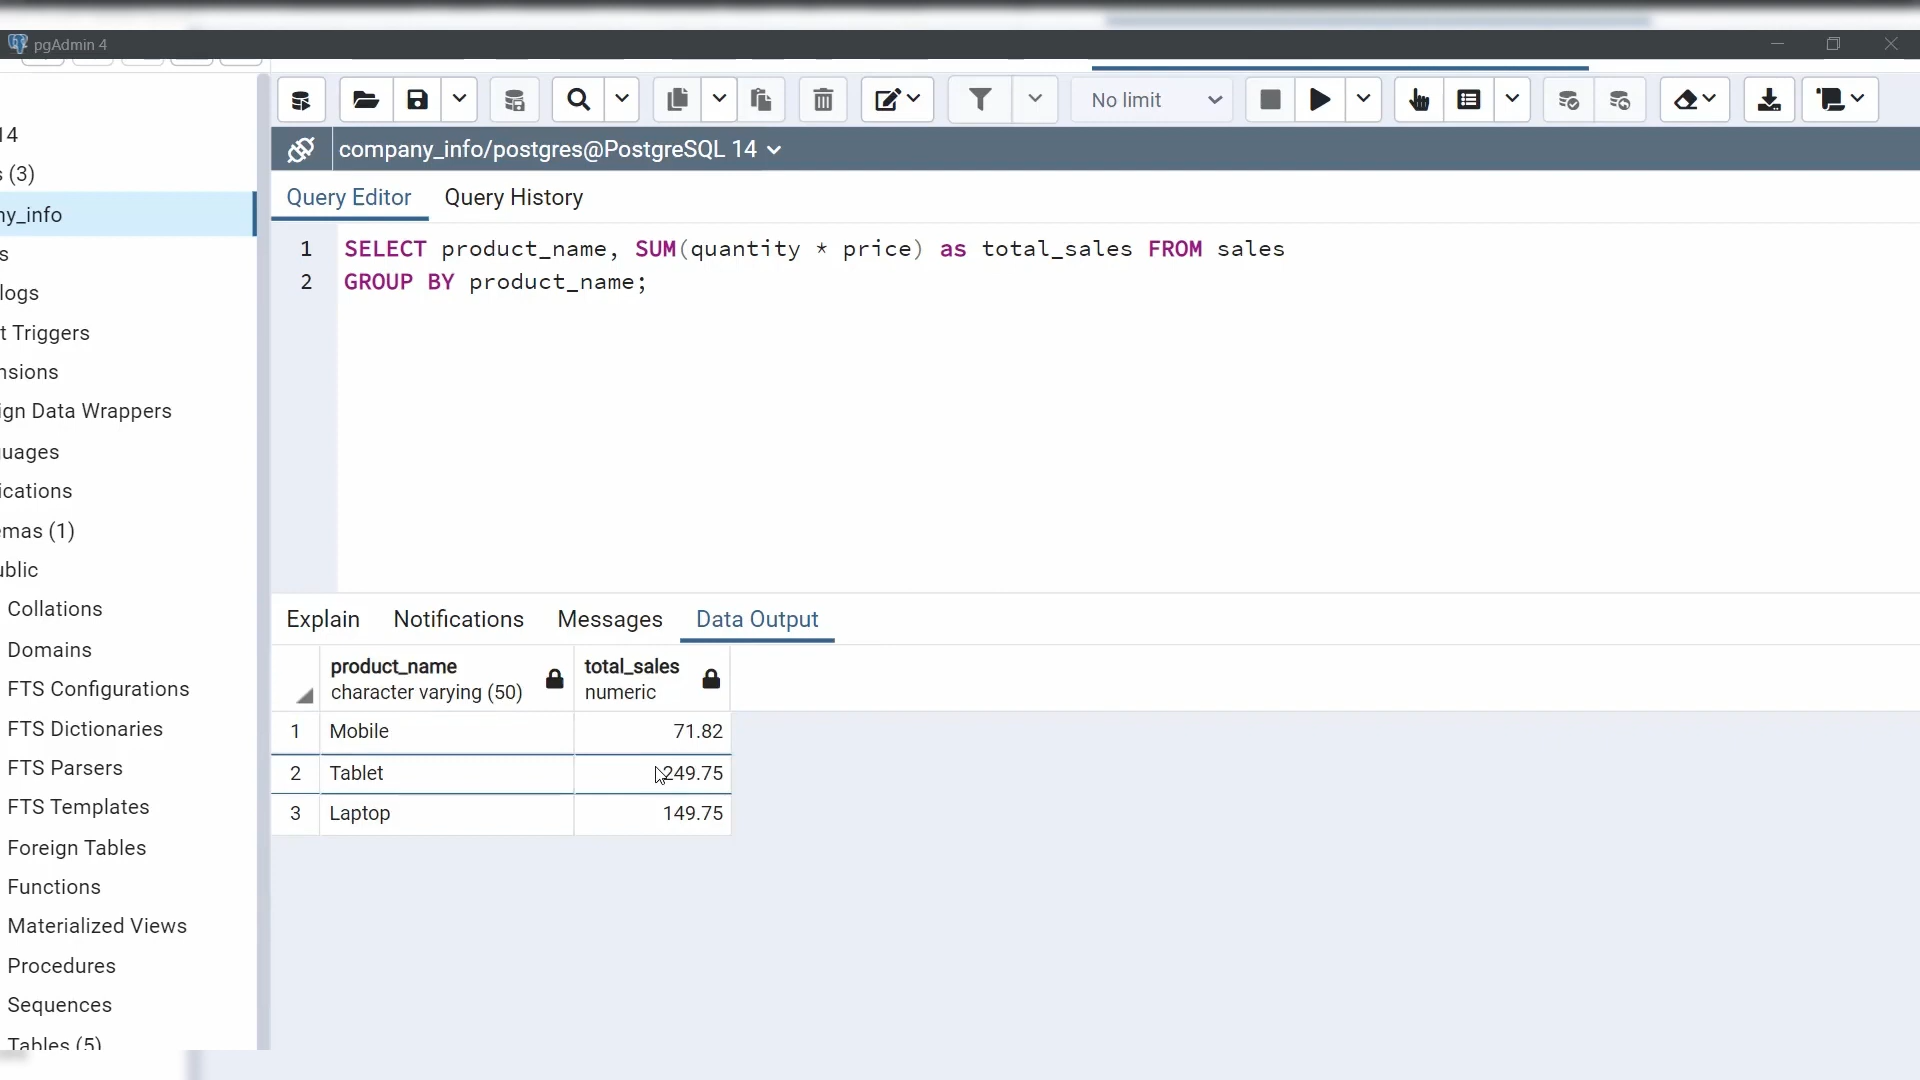 pgAdmin 4
14
s (3)
ny_info
s
logs
t Triggers
nsions
ign Data Wrappers
uages
ications
emas (1)
ublic
Collations
Domains
FTS Configurations
FTS Dictionaries
FTS Parsers
FTS Templates
Foreign Tables
Functions
Materialized Views
Procedures
Sequences
Tables (5)
No limit
company_info/postgres@PostgreSQL 14
Query Editor Query History
1 SELECT product_name, SUM(quantity * price) as total_sales FROM sales
2 GROUP BY product_name;
Explain Notifications Messages Data Output
product_name total_sales
character varying (50) numeric
1 Mobile 71.82
2 Tablet 249.75
3 Laptop 149.75